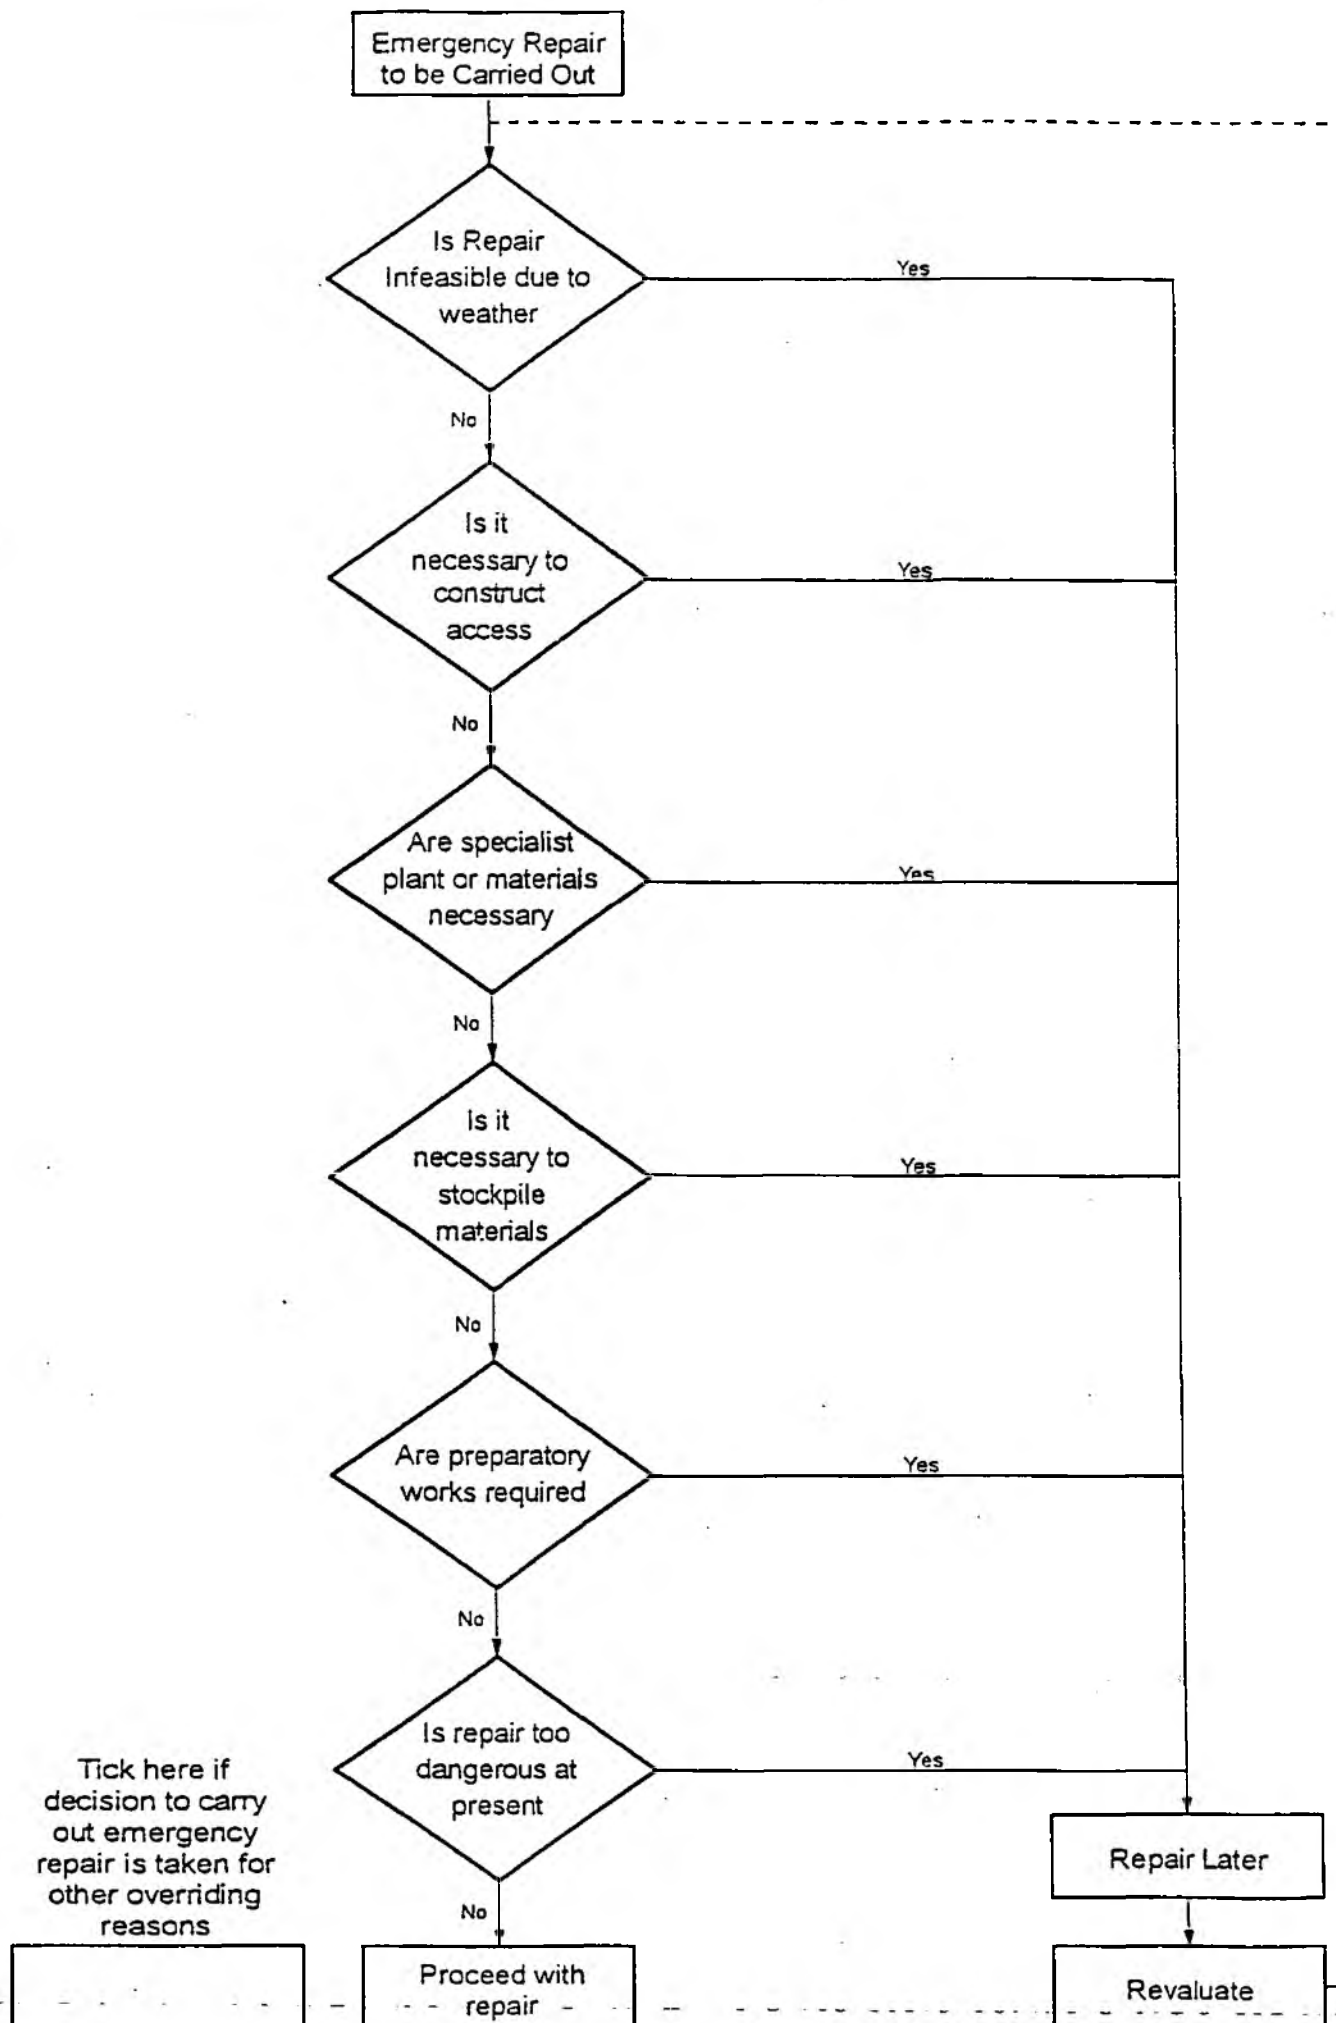 Emergency Repair
to be Carried Out
Is Repair
Infeasible due to
weather
Yes
No
Is it
necessary to
construct
access
Yes
No
Are specialist
plant or materials
necessary
Yes
No
Is it
necessary to
stockpile
materials
Yes
No
Are preparatory
works required
Yes
No
Is repair too
dangerous at
present
Yes
No
Tick here if
decision to carry
out emergency
repair is taken for
other overriding
reasons
Repair Later
Proceed with
repair
Revaluate